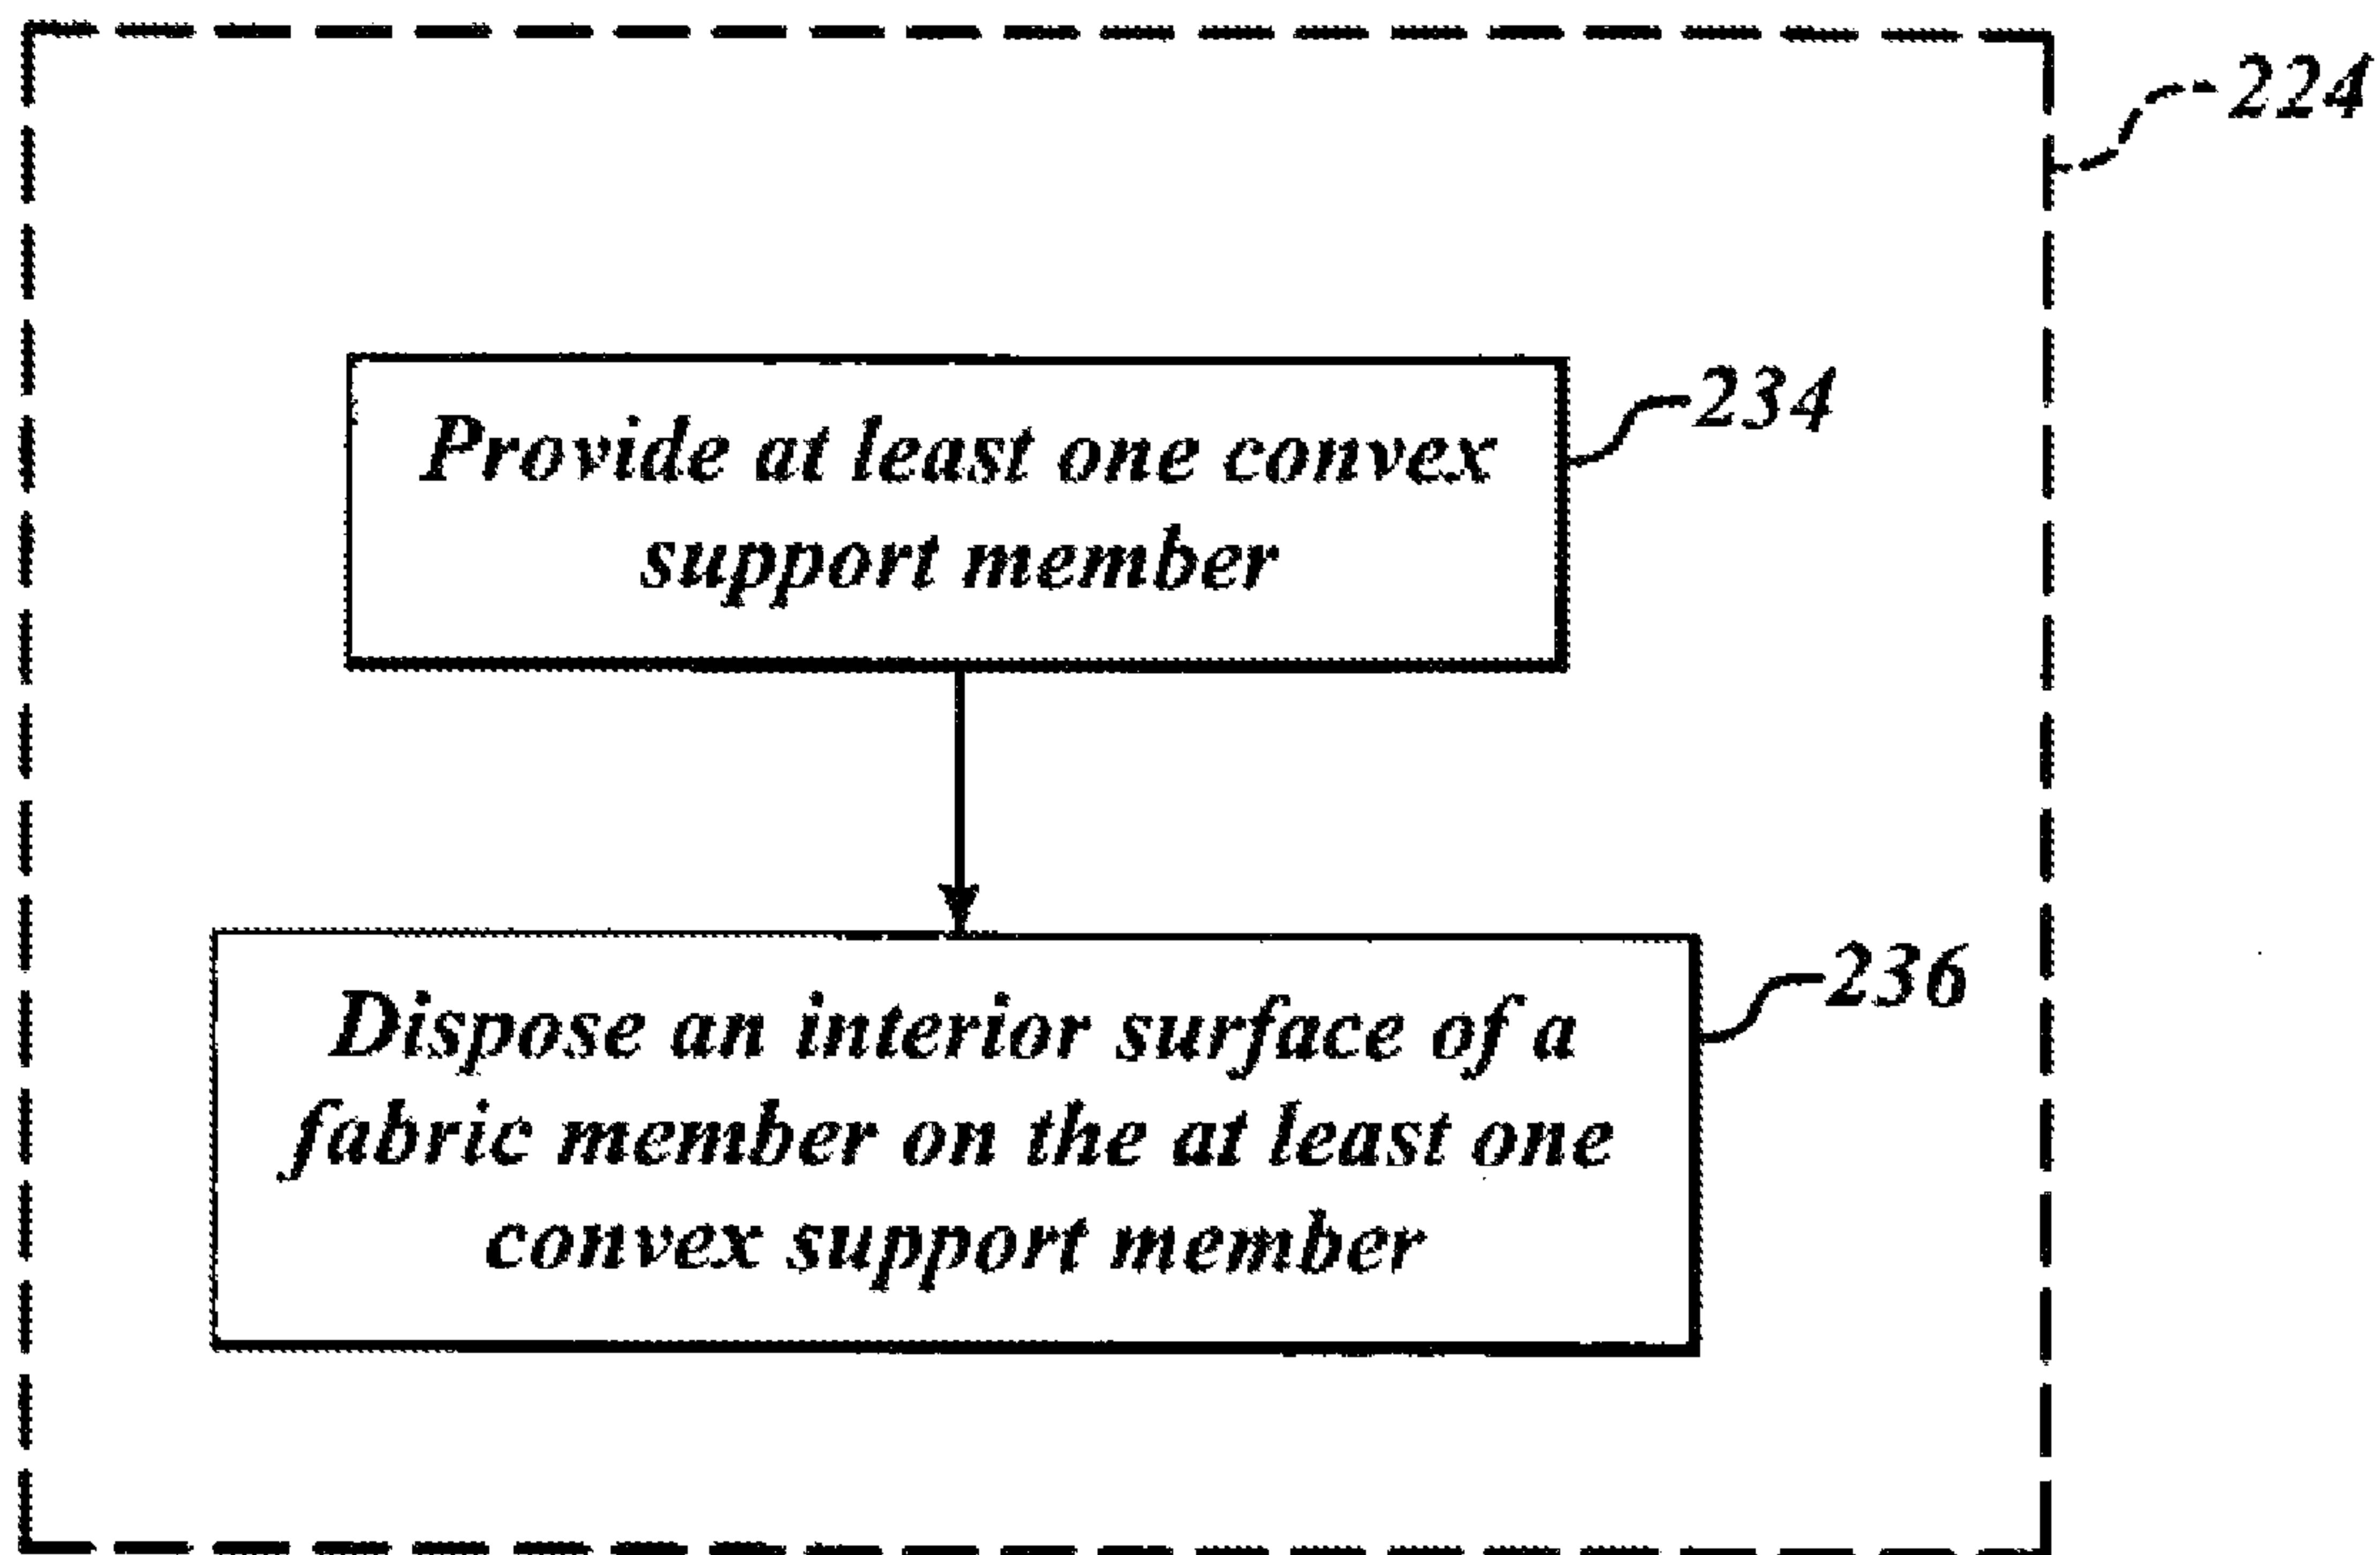 224
Provide at least one convex
support member
234
Dispose an interior surface of a
fabric member on the at least one
convex support member
236